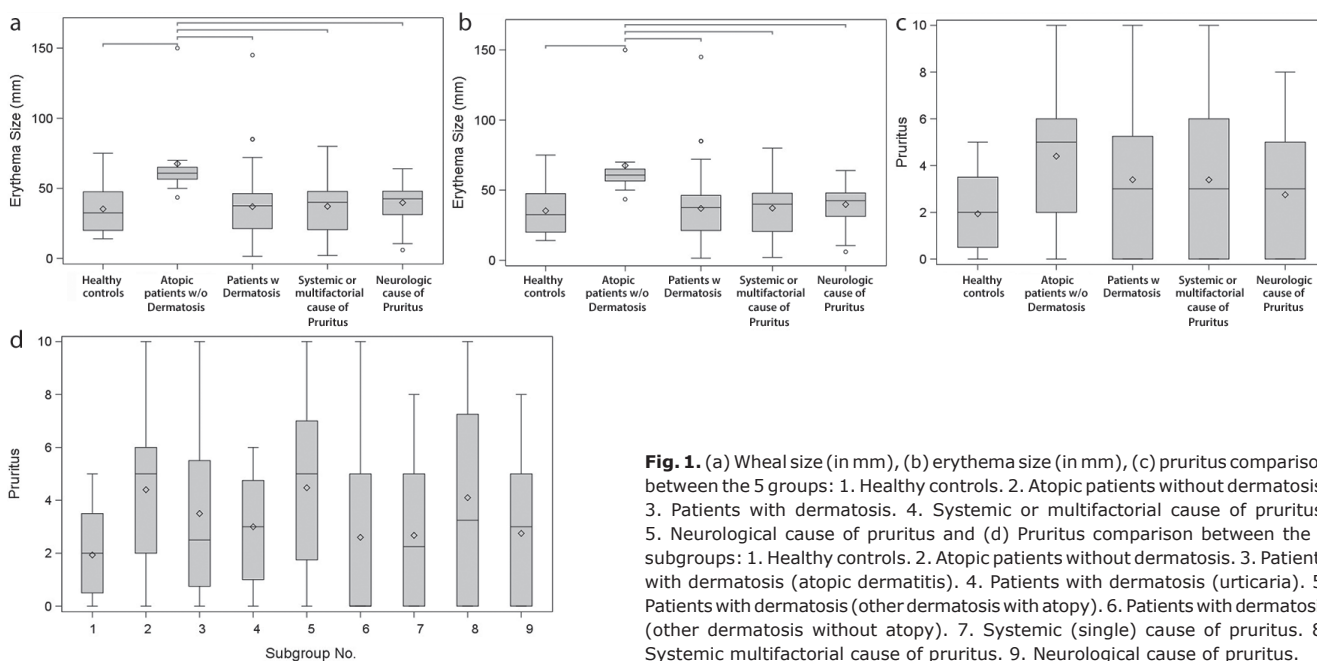 a
Erythema Size (mm)
150
100
50
0
Healthy
controls
Atopic
patients w/o
Dermatosis
Patients w
Dermatosis
Systemic or
multifactorial
cause of
Pruritus
Neurologic
cause of
Pruritus
b
Erythema Size (mm)
150
100
50
0
Healthy
controls
Atopic
patients w/o
Dermatosis
Patients w
Dermatosis
Systemic or
multifactorial
cause of
Pruritus
Neurologic
cause of
Pruritus
c
Pruritus
10
8
6
4
2
0
Healthy
controls
Atopic
patients w/o
Dermatosis
Patients w
Dermatosis
Systemic or
multifactorial
cause of
Pruritus
Neurologic
cause of
Pruritus
d
Pruritus
10
8
6
4
2
0
1 2 3 4 5 6 7 8 9
Subgroup No.
Fig. 1. (a) Wheal size (in mm), (b) erythema size (in mm), (c) pruritus comparison
between the 5 groups: 1. Healthy controls. 2. Atopic patients without dermatosis.
3. Patients with dermatosis. 4. Systemic or multifactorial cause of pruritus.
5. Neurological cause of pruritus and (d) Pruritus comparison between the
subgroups: 1. Healthy controls. 2. Atopic patients without dermatosis. 3. Patients
with dermatosis (atopic dermatitis). 4. Patients with dermatosis (urticaria). 5.
Patients with dermatosis (other dermatosis with atopy). 6. Patients with dermatosis
(other dermatosis without atopy). 7. Systemic (single) cause of pruritus. 8.
Systemic multifactorial cause of pruritus. 9. Neurological cause of pruritus.